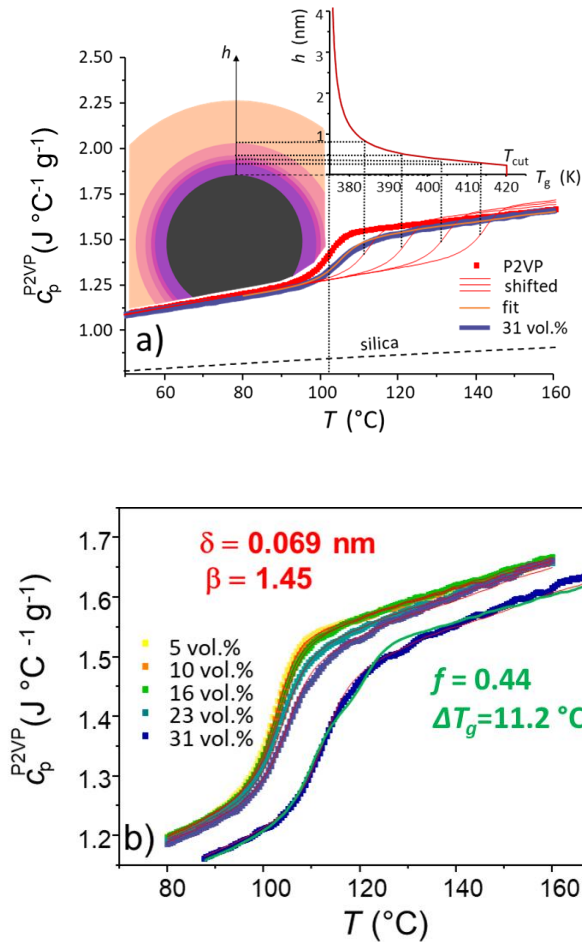 4
3
2
1
h (nm)
h
T_cut
380 390 400 410 420
T_g (K)
2.50
2.25
2.00
1.75
1.50
1.25
1.00
c_p^P2VP (J °C⁻¹ g⁻¹)
P2VP
shifted
fit
31 vol.%
silica
a)
60 80 100 120 140 160
T (°C)
δ = 0.069 nm
β = 1.45
1.7
1.6
1.5
1.4
1.3
1.2
c_p^P2VP (J °C ⁻¹ g⁻¹)
5 vol.%
10 vol.%
16 vol.%
23 vol.%
31 vol.%
f = 0.44
ΔT_g=11.2 °C
b)
80 100 120 140 160
T (°C)